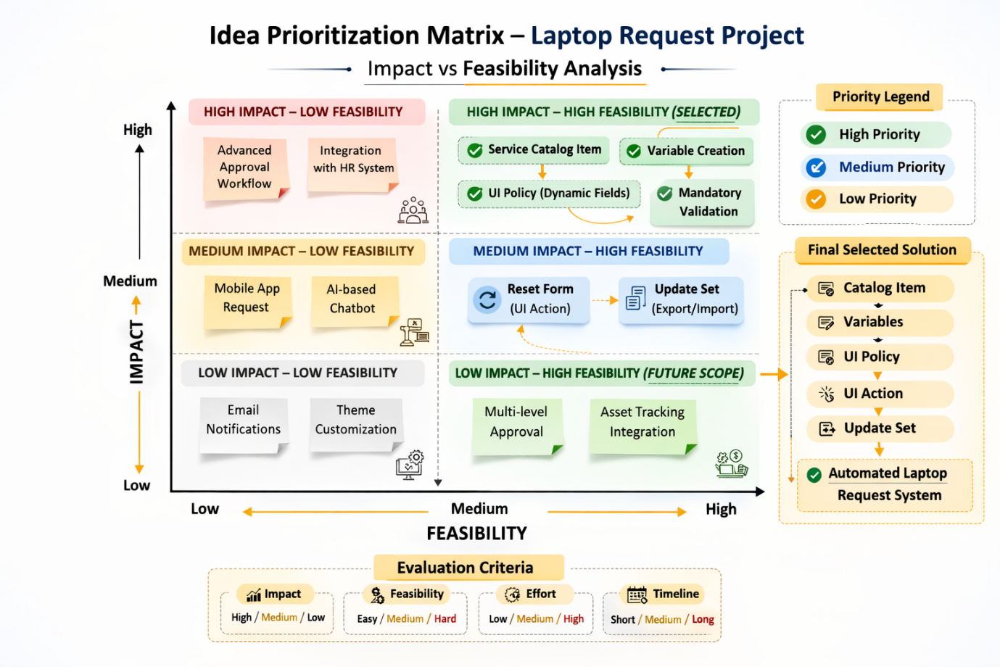 Idea Prioritization Matrix – Laptop Request Project
Impact vs Feasibility Analysis
High
Medium
IMPACT
Low
HIGH IMPACT – LOW FEASIBILITY
Advanced
Approval
Workflow
Integration
with HR System
HIGH IMPACT – HIGH FEASIBILITY (SELECTED)
Service Catalog Item
Variable Creation
UI Policy (Dynamic Fields)
Mandatory
Validation
MEDIUM IMPACT – LOW FEASIBILITY
Mobile App
Request
AI-based
Chatbot
MEDIUM IMPACT – HIGH FEASIBILITY
Reset Form
(UI Action)
Update Set
(Export/Import)
LOW IMPACT – LOW FEASIBILITY
Email
Notifications
Theme
Customization
LOW IMPACT – HIGH FEASIBILITY (FUTURE SCOPE)
Multi-level
Approval
Asset Tracking
Integration
Low
Medium
High
FEASIBILITY
Priority Legend
High Priority
Medium Priority
Low Priority
Final Selected Solution
Catalog Item
Variables
UI Policy
UI Action
Update Set
Automated Laptop
Request System
Evaluation Criteria
Impact
High / Medium / Low
Feasibility
Easy / Medium / Hard
Effort
Low / Medium / High
Timeline
Short / Medium / Long